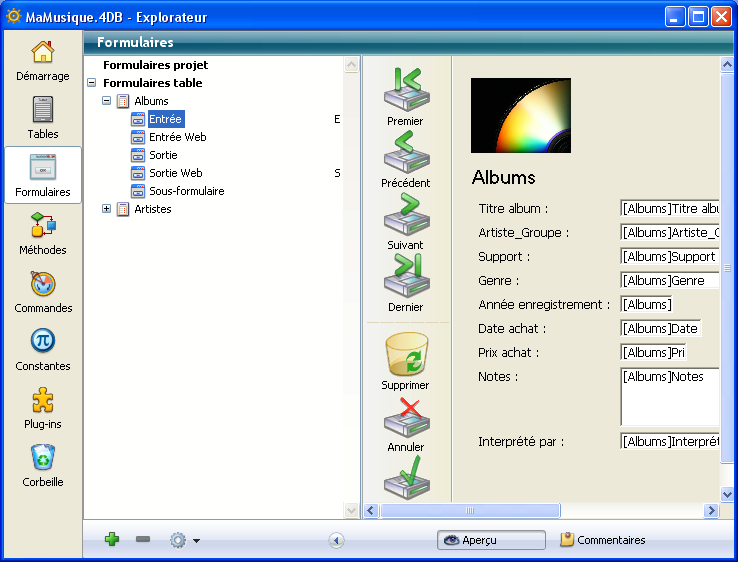 MaMusique.4DB - Explorateur
Formulaires
Démarrage
Tables
Formulaires
Méthodes
Commandes
Constantes
Plug-ins
Corbeille
Formulaires projet
Formulaires table
Albums
Entrée E
Entrée Web
Sortie
Sortie Web S
Sous-formulaire
Artistes
Premier
Précédent
Suivant
Dernier
Supprimer
Annuler
Albums
Titre album : [Albums]Titre albu
Artiste_Groupe : [Albums]Artiste_G
Support : [Albums]Support
Genre : [Albums]Genre
Année enregistrement : [Albums]
Date achat : [Albums]Date
Prix achat : [Albums]Pri
Notes : [Albums]Notes
Interprété par : [Albums]Interprét
Aperçu
Commentaires